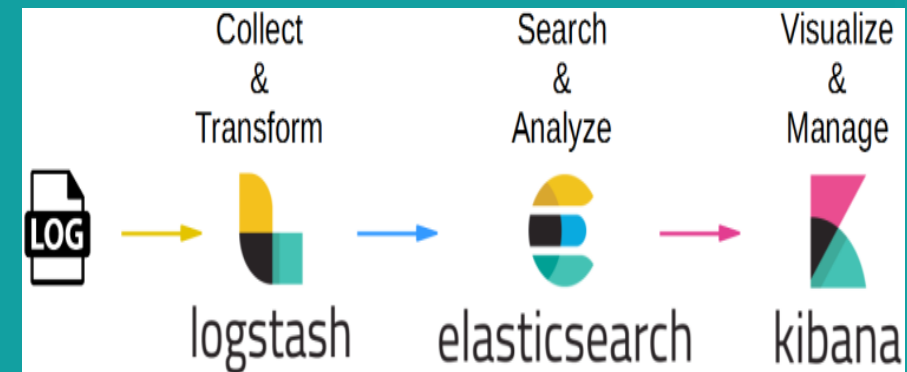 Collect
&
Transform
Search
&
Analyze
Visualize
&
Manage
LOG
logstash
elasticsearch
kibana